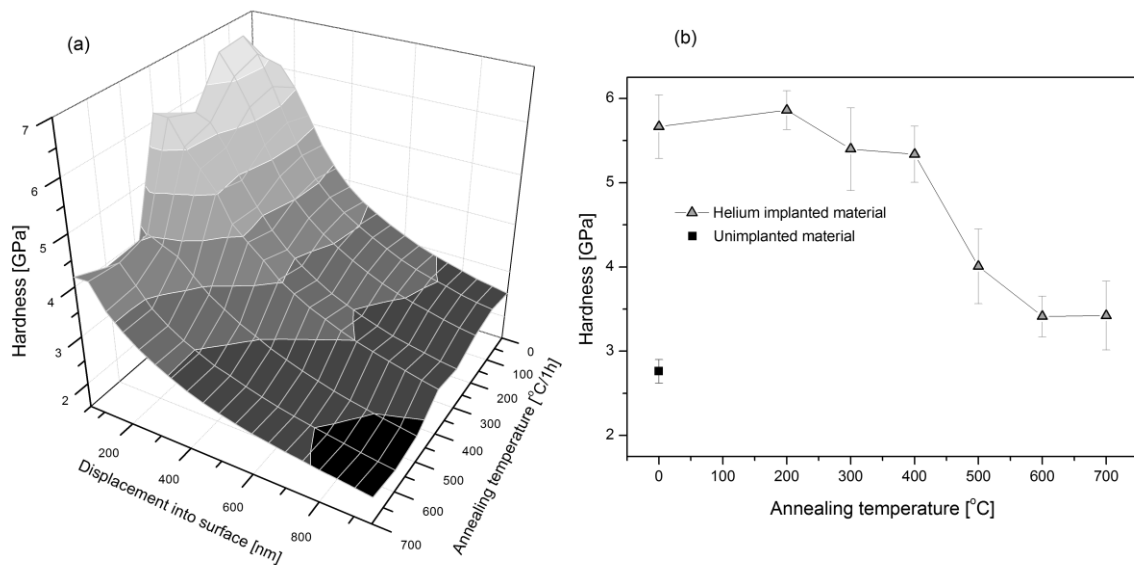 (a)
7
6
5
4
3
2
Hardness [GPa]
200
400
600
800
Displacement into surface [nm]
0
100
200
300
400
500
600
700
Annealing temperature [°C/1h]
(b)
6
5
4
3
2
Hardness [GPa]
Helium implanted material
Unimplanted material
0 100 200 300 400 500 600 700
Annealing temperature [°C]